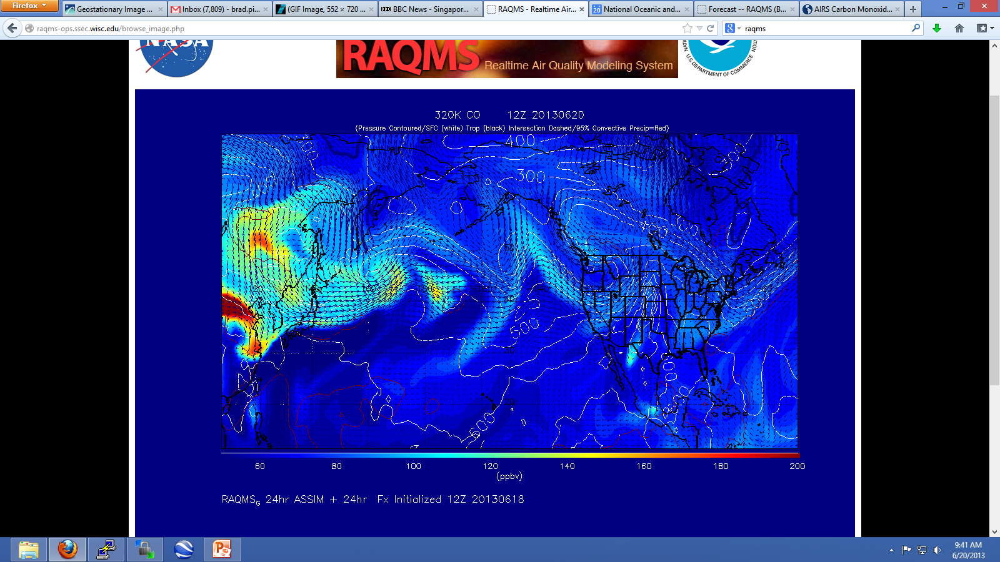 Firefox
Geostationary Image ...
Inbox (7,809) - brad.pi...
(GIF Image, 552 × 720 ...
BBC News - Singapor...
RAQMS - Realtime Air...
National Oceanic and...
Forecast -- RAQMS (B...
AIRS Carbon Monoxid...
raqms-ops.ssec.wisc.edu/browse_image.php
raqms
NASA
RAQMS Realtime Air Quality Modeling System
U.S. DEPARTMENT OF COMMERCE
320K CO 12Z 20130620
(Pressure Contoured/SFC (white) Trop (black) Intersection Dashed/95% Convective Precip=Red)
400
300
300
500
500
60 80 100 120 140 160 180 200
(ppbv)
RAQMSG 24hr ASSIM + 24hr Fx Initialized 12Z 20130618
9:41 AM
6/20/2013